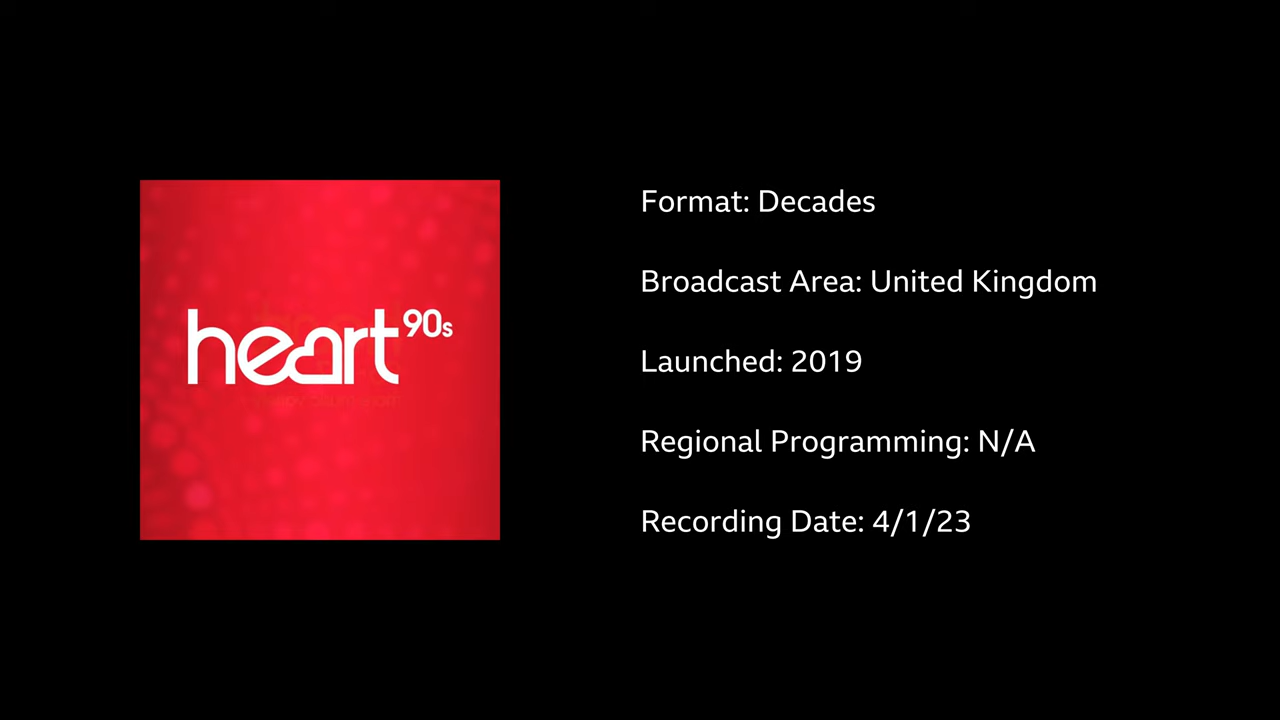 heart 90s
Format: Decades
Broadcast Area: United Kingdom
Launched: 2019
Regional Programming: N/A
Recording Date: 4/1/23